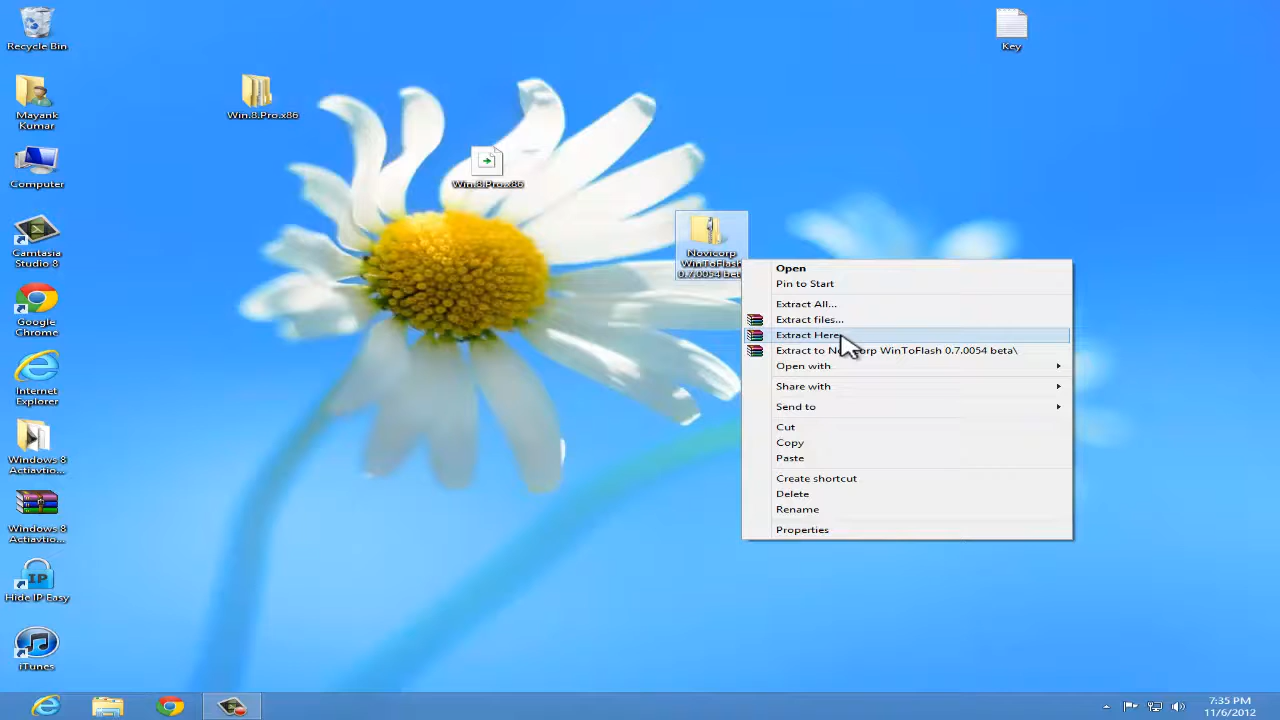 Recycle Bin
Key
Win.8.Pro.x86
Mayank
Kumar
Win.8.Pro.x86
Computer
Camtasia
Studio 8
Novicorp
WinToFlash
0.7.0054 beta
Open
Pin to Start
Extract All...
Extract files...
Extract Here
Extract to Novicorp WinToFlash 0.7.0054 beta\
Open with
Share with
Send to
Cut
Copy
Paste
Create shortcut
Delete
Rename
Properties
Google
Chrome
Internet
Explorer
Windows 8
Actiavtio...
Windows 8
Actiavtio...
IP
Hide IP Easy
iTunes
7:35 PM
11/6/2012